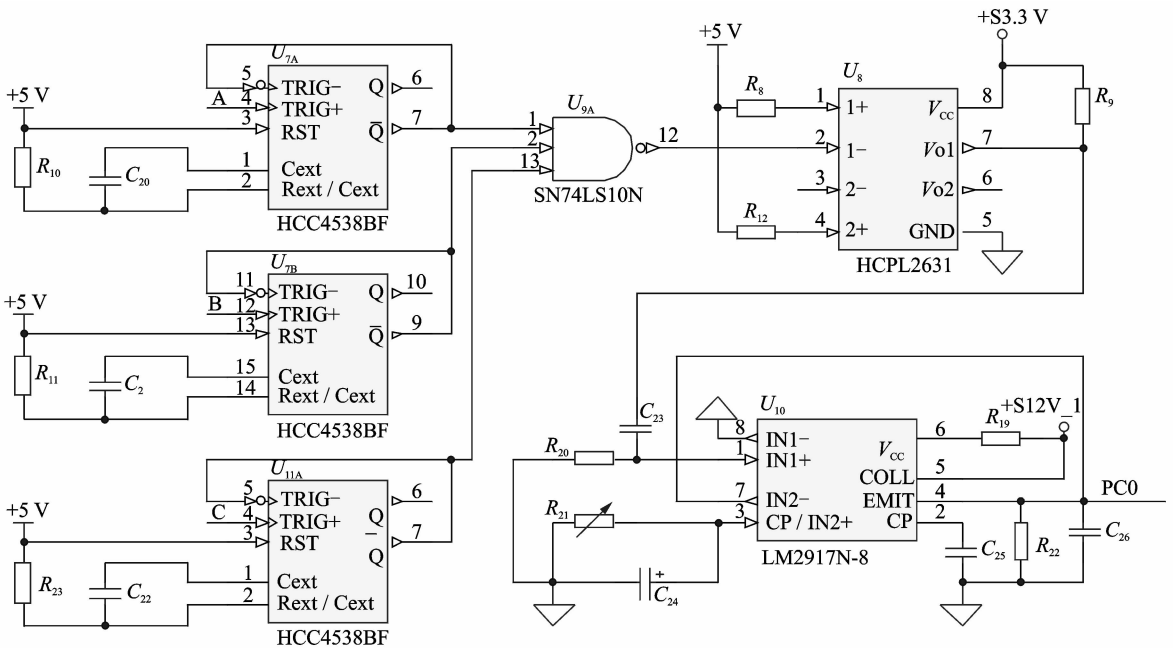 +S3.3 V
+5 V
U7A
5 TRIG− Q 6
A 4 TRIG+
+5 V
3 RST Q̅ 7
R10
C20
1 Cext
2 Rext / Cext
HCC4538BF
U9A
1
2
13
12
SN74LS10N
U8
R8
1 1+ VCC 8
R9
2 1− Vo1 7
3 2− Vo2 6
R12
4 2+ GND 5
HCPL2631
U7B
11 TRIG− Q 10
B 12 TRIG+
+5 V
13 RST Q̅ 9
R11
C2
15 Cext
14 Rext / Cext
HCC4538BF
U11A
5 TRIG− Q 6
C 4 TRIG+
+5 V
3 RST Q̅ 7
R23
C22
1 Cext
2 Rext / Cext
HCC4538BF
C23
U10
+S12V_1
R19
8 IN1− VCC 6
R20
1 IN1+
COLL 5
7 IN2− EMIT 4 PC0
R21
3 CP / IN2+ CP 2
LM2917N-8
C24
+
C25
R22
C26